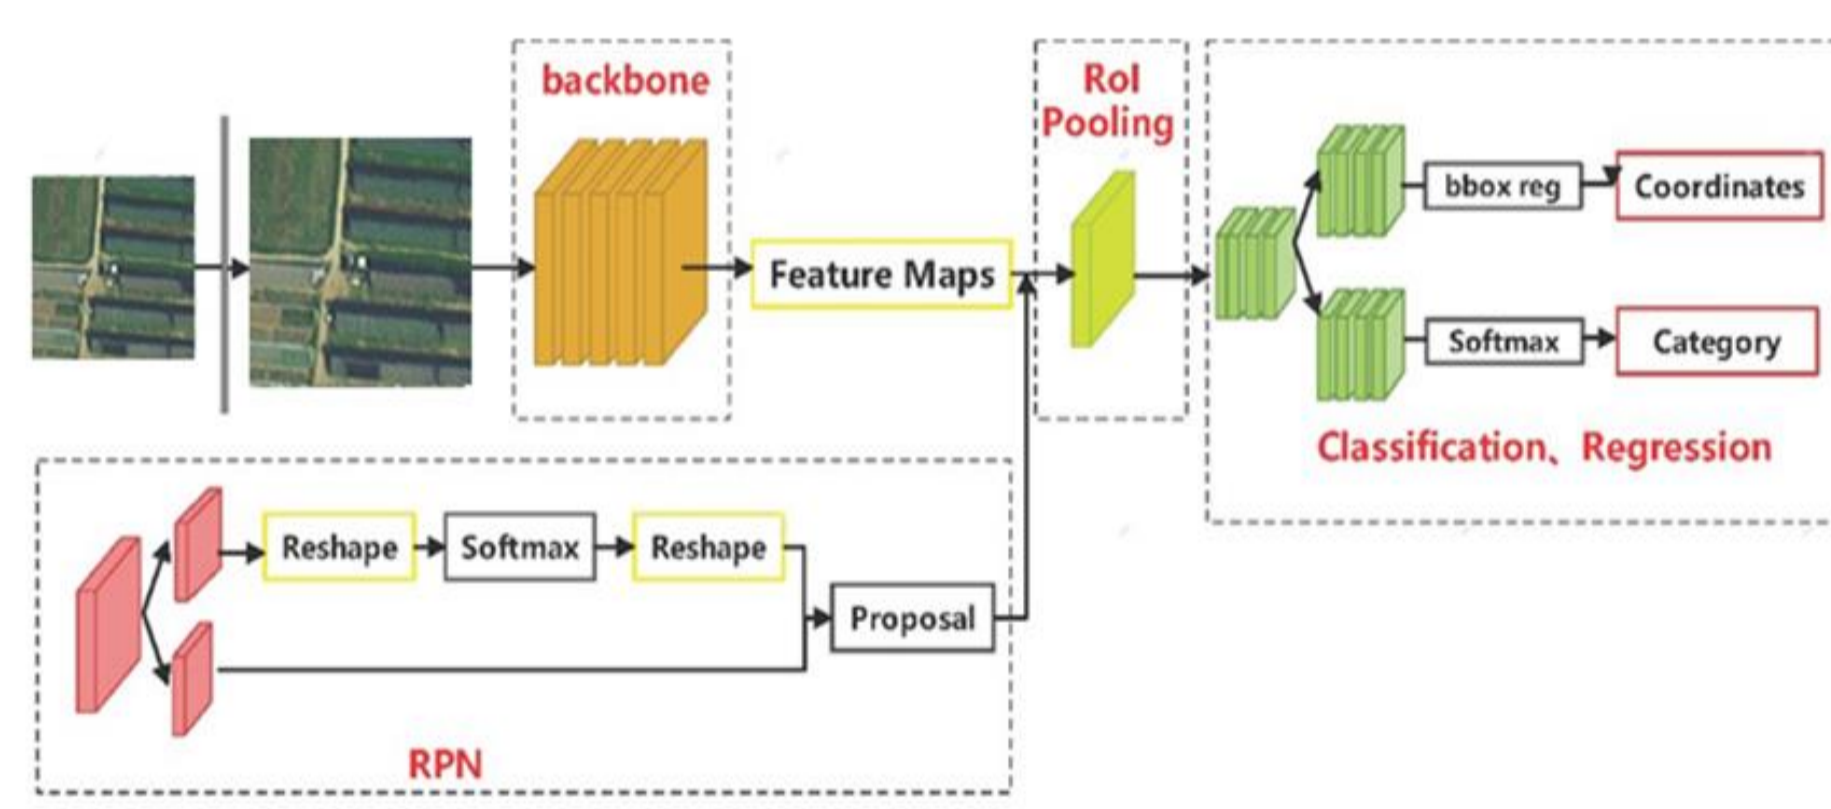 backbone
RoI
Pooling
Feature Maps
bbox reg
Coordinates
Softmax
Category
Classification、Regression
Reshape
Softmax
Reshape
Proposal
RPN